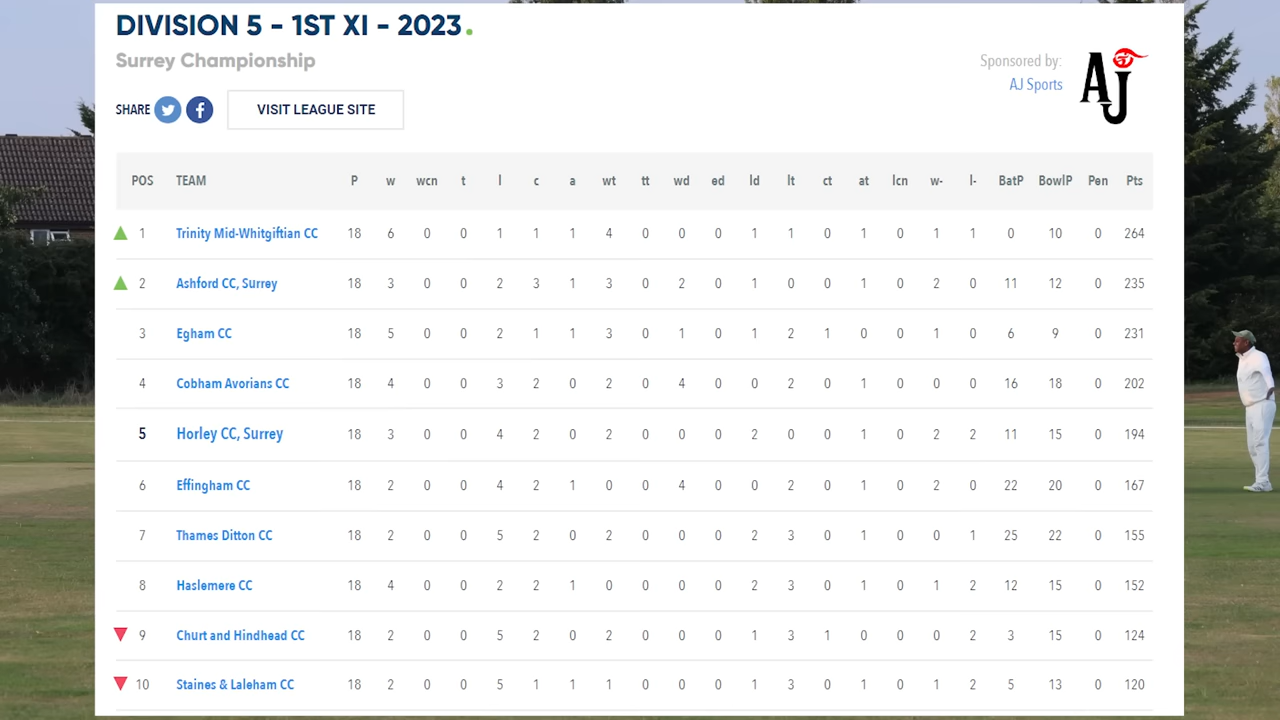 DIVISION 5 - 1ST XI - 2023.
Surrey Championship
Sponsored by:
AJ Sports
AJ
SHARE VISIT LEAGUE SITE
POS TEAM P w wcn t l c a wt tt wd ed ld lt ct at lcn w- l- BatP BowlP Pen Pts
1 Trinity Mid-Whitgiftian CC 18 6 0 0 1 1 1 4 0 0 0 1 1 0 1 0 1 1 0 10 0 264
2 Ashford CC, Surrey 18 3 0 0 2 3 1 3 0 2 0 1 0 0 1 0 2 0 11 12 0 235
3 Egham CC 18 5 0 0 2 1 1 3 0 1 0 1 2 1 0 0 1 0 6 9 0 231
4 Cobham Avorians CC 18 4 0 0 3 2 0 2 0 4 0 0 2 0 1 0 0 0 16 18 0 202
5 Horley CC, Surrey 18 3 0 0 4 2 0 2 0 0 0 2 0 0 1 0 2 2 11 15 0 194
6 Effingham CC 18 2 0 0 4 2 1 0 0 4 0 0 2 0 1 0 2 0 22 20 0 167
7 Thames Ditton CC 18 2 0 0 5 2 0 2 0 0 0 2 3 0 1 0 0 1 25 22 0 155
8 Haslemere CC 18 4 0 0 2 2 1 0 0 0 0 2 3 0 1 0 1 2 12 15 0 152
9 Churt and Hindhead CC 18 2 0 0 5 2 0 2 0 0 0 1 3 1 0 0 0 2 3 15 0 124
10 Staines & Laleham CC 18 2 0 0 5 1 1 1 0 0 0 1 3 0 1 0 1 2 5 13 0 120